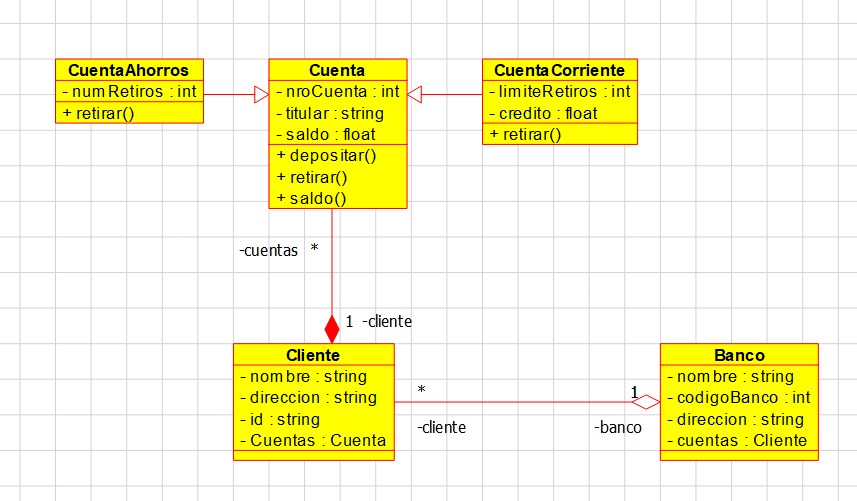 CuentaAhorros
- numRetiros : int
+ retirar()
Cuenta
- nroCuenta : int
- titular : string
- saldo : float
+ depositar()
+ retirar()
+ saldo()
CuentaCorriente
- limiteRetiros : int
- credito : float
+ retirar()
-cuentas *
1 -cliente
Cliente
- nombre : string
- direccion : string
- id : string
- Cuentas : Cuenta
*
-cliente
1
-banco
Banco
- nombre : string
- codigoBanco : int
- direccion : string
- cuentas : Cliente